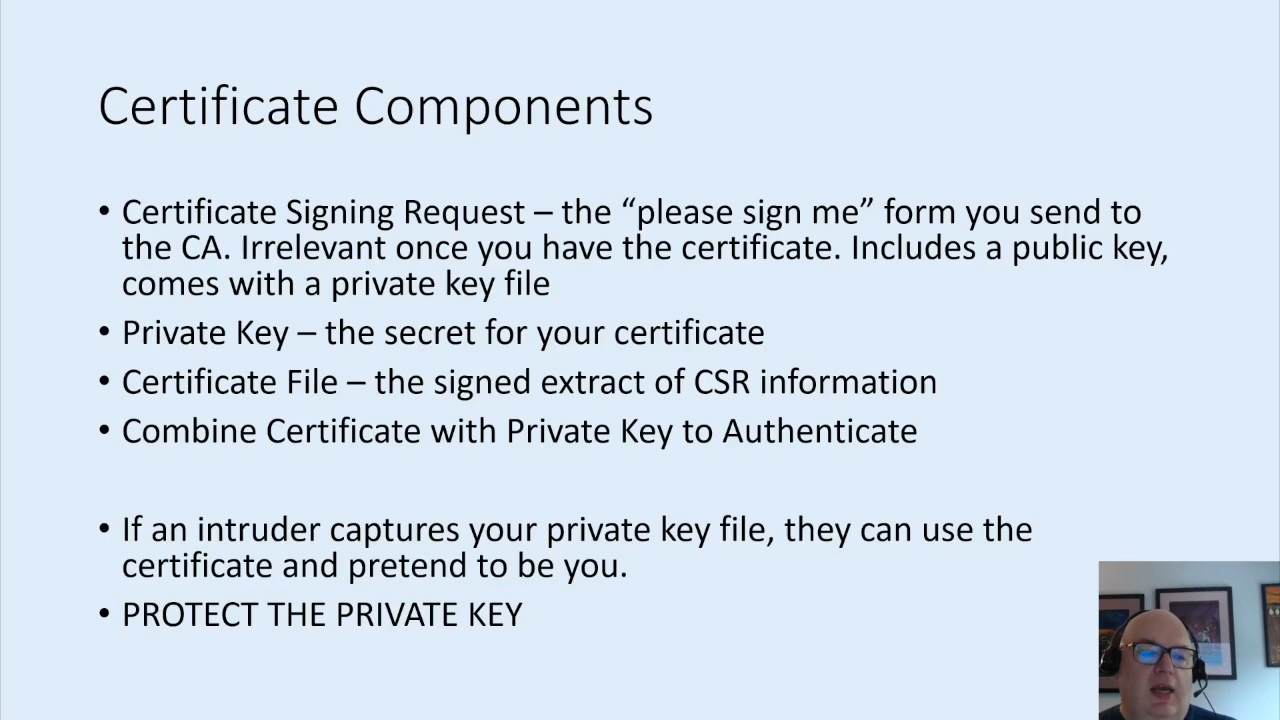 Certificate Components
• Certificate Signing Request – the “please sign me” form you send to
the CA. Irrelevant once you have the certificate. Includes a public key,
comes with a private key file
• Private Key – the secret for your certificate
• Certificate File – the signed extract of CSR information
• Combine Certificate with Private Key to Authenticate
• If an intruder captures your private key file, they can use the
certificate and pretend to be you.
• PROTECT THE PRIVATE KEY